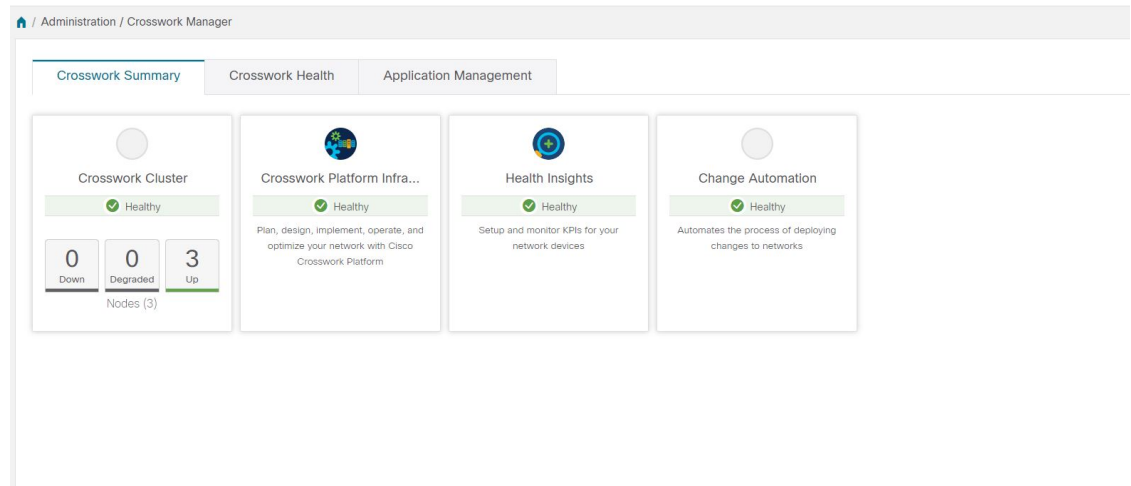 / Administration / Crosswork Manager
Crosswork Summary
Crosswork Health
Application Management
Crosswork Cluster
Healthy
0
Down
0
Degraded
3
Up
Nodes (3)
Crosswork Platform Infra...
Healthy
Plan, design, implement, operate, and
optimize your network with Cisco
Crosswork Platform
Health Insights
Healthy
Setup and monitor KPIs for your
network devices
Change Automation
Healthy
Automates the process of deploying
changes to networks